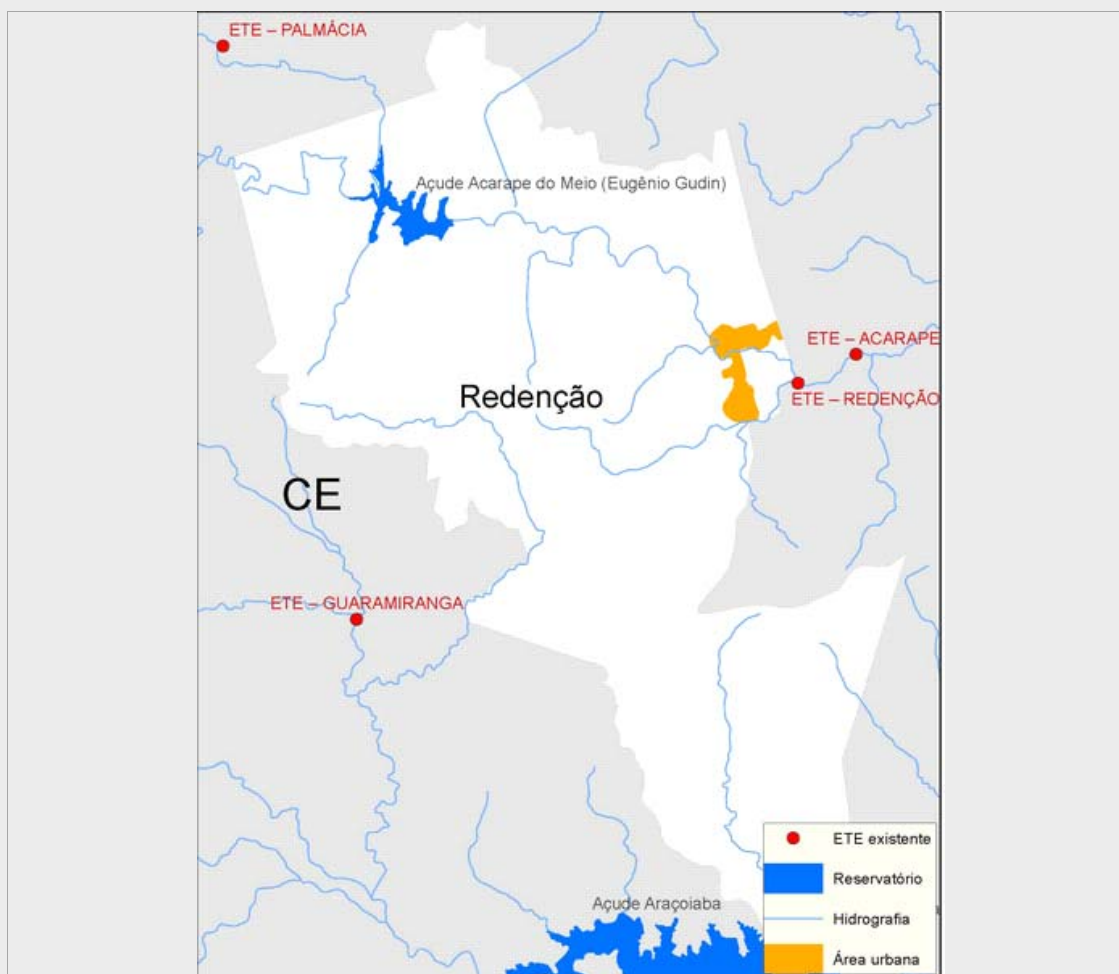 ETE – PALMÁCIA
Açude Acarape do Meio (Eugênio Gudin)
ETE – ACARAPE
Redenção
ETE – REDENÇÃO
CE
ETE – GUARAMIRANGA
Açude Araçoiaba
ETE existente
Reservatório
Hidrografia
Área urbana